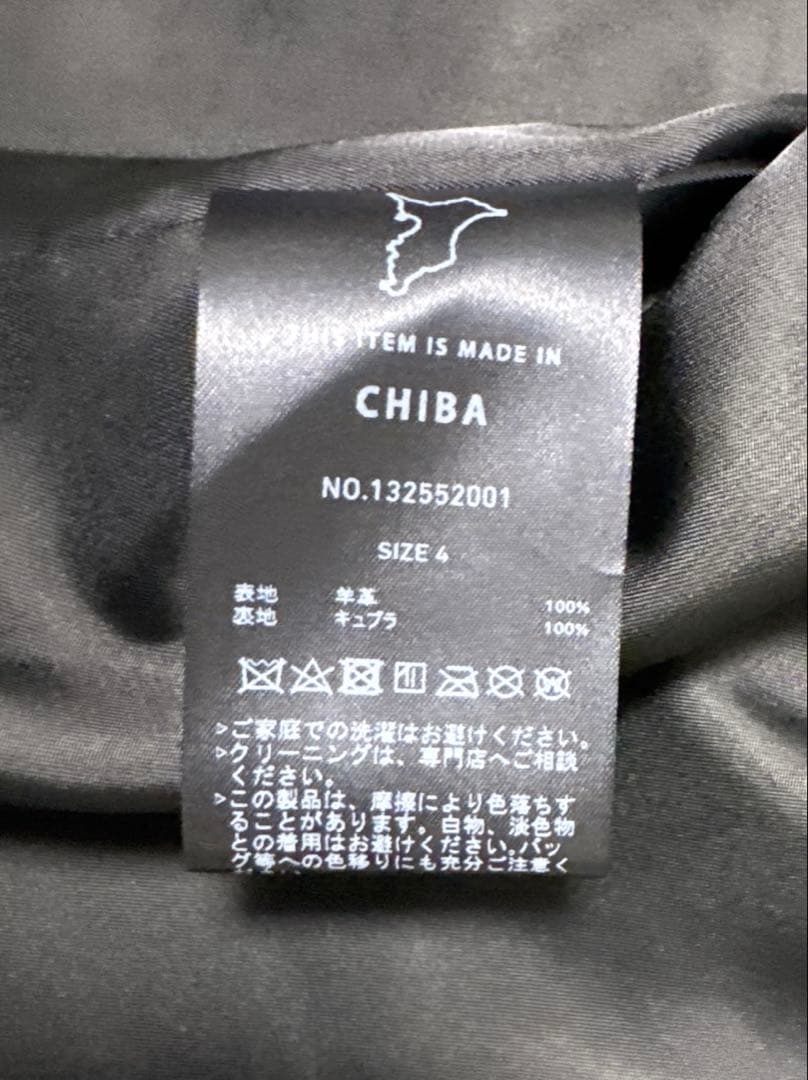 THIS ITEM IS MADE IN
CHIBA
NO.132552001
SIZE 4
表地 羊革 100%
裏地 キュプラ 100%
>ご家庭での洗濯はお避けください。
>クリーニングは、専門店へご相談
ください。
>この製品は、摩擦により色落ちす
ることがあります。白物、淡色物
との着用はお避けください。バッ
グ等への色移りにも充分ご注意く